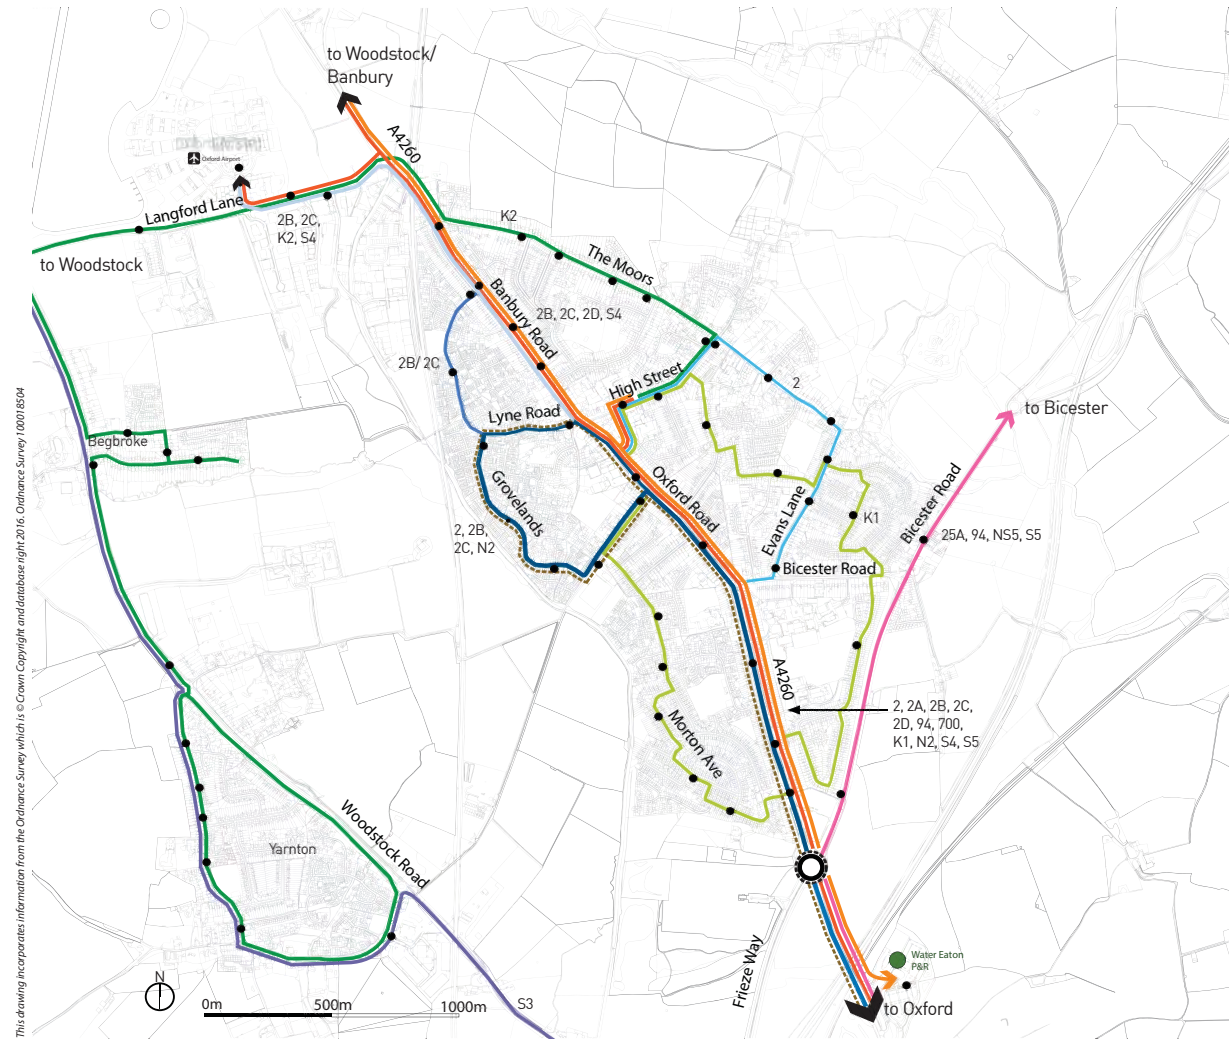 to Woodstock/
Banbury
A4260
Oxford Airport
Langford Lane
2B, 2C,
K2, S4
to Woodstock
K2
The Moors
Banbury Road
2B, 2C, 2D, S4
2B/ 2C
High Street
2
to Bicester
Lyne Road
Begbroke
Grovelands
Oxford Road
2, 2B,
2C, N2
Evans Lane
K1
Bicester Road
25A, 94, NS5, S5
Bicester Road
A4260
2, 2A, 2B, 2C,
2D, 94, 700,
K1, N2, S4, S5
Morton Ave
Woodstock Road
Yarnton
Frieze Way
Water Eaton
P&R
to Oxford
N
0m
500m
1000m
S3
This drawing incorporates information from the Ordnance Survey which is © Crown Copyright and database right 2016. Ordnance Survey 100018504